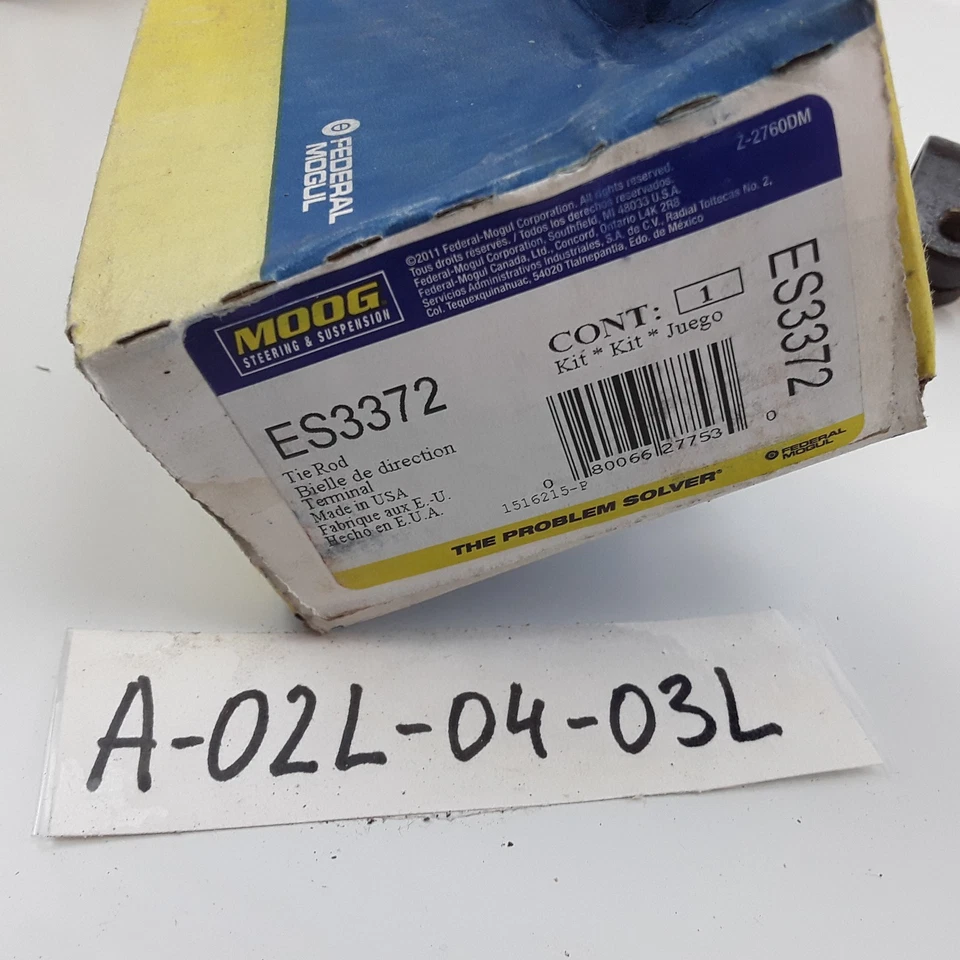 FEDERAL
MOGUL
Z-2760DM
©2011 Federal-Mogul Corporation. All rights reserved.
Tous droits réservés. / Todos los derechos reservados.
Federal-Mogul Corporation, Southfield, MI 48033 U.S.A.
Federal-Mogul Canada, Ltd. Concord, Ontario L4K 2R8
Servicios Administrativos Industriales, S.A. de C.V., Radial Toltecas No. 2,
Col. Tequexquinahuac, 54020 Tlalnepantla, Edo. de México
MOOG
STEERING & SUSPENSION
CONT: 1
Kit * Kit * Juego
ES3372
ES3372
Tie Rod
Bielle de direction
Terminal
Made in USA
Fabrique aux E.-U.
Hecho en E.U.A.
0 80066 27753 0
1516215-P
THE PROBLEM SOLVER®
FEDERAL
MOGUL
A-02L-04-03L